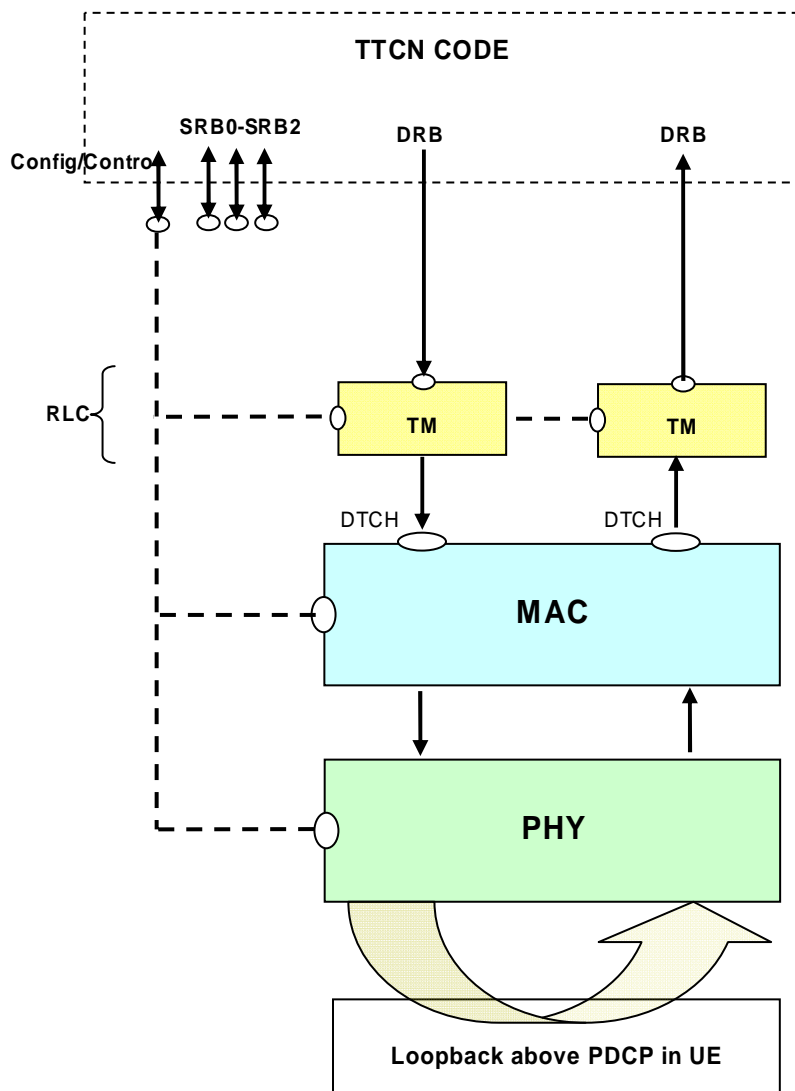 TTCN CODE
SRB0-SRB2
DRB
DRB
Config/Contro
RLC
TM
TM
DTCH
DTCH
MAC
PHY
Loopback above PDCP in UE